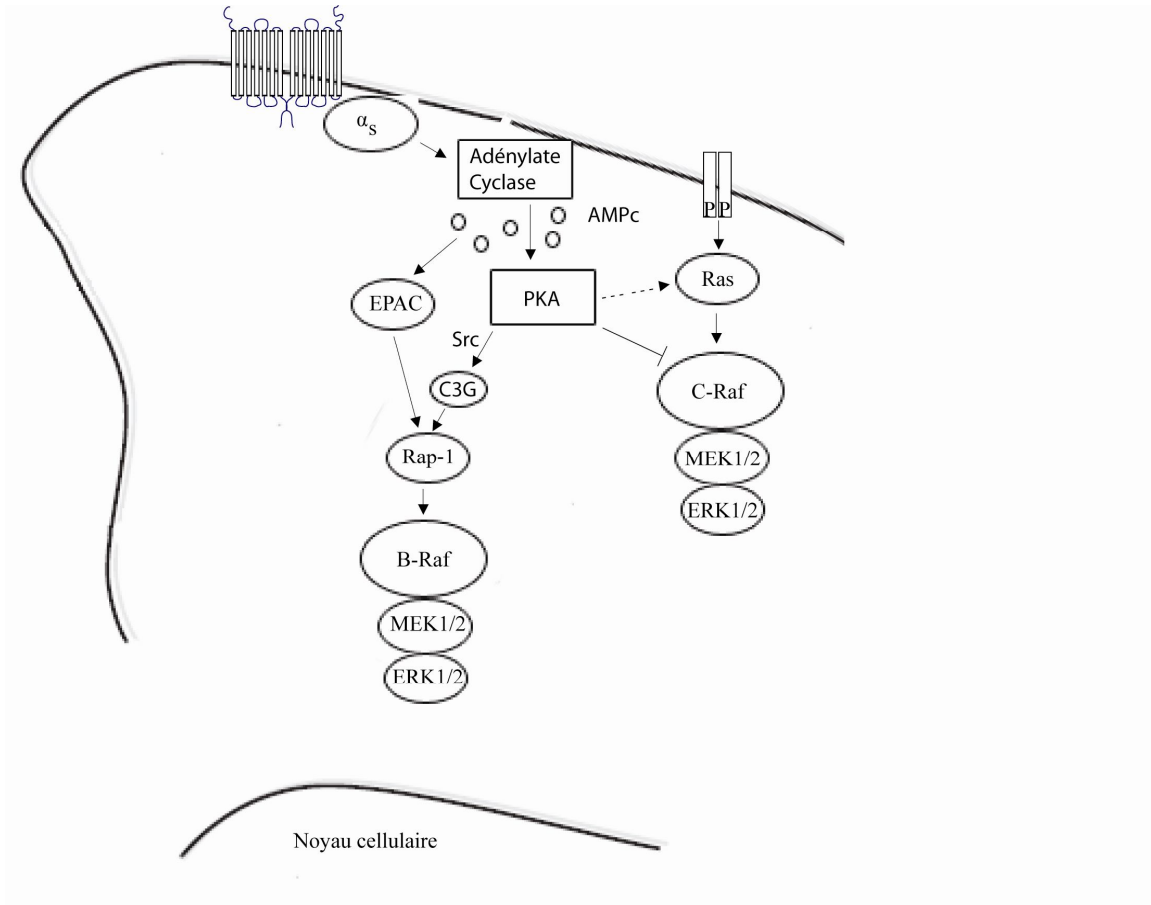 αS
Adénylate
Cyclase
AMPc
P P
Ras
EPAC
PKA
Src
C3G
C-Raf
Rap-1
MEK1/2
ERK1/2
B-Raf
MEK1/2
ERK1/2
Noyau cellulaire